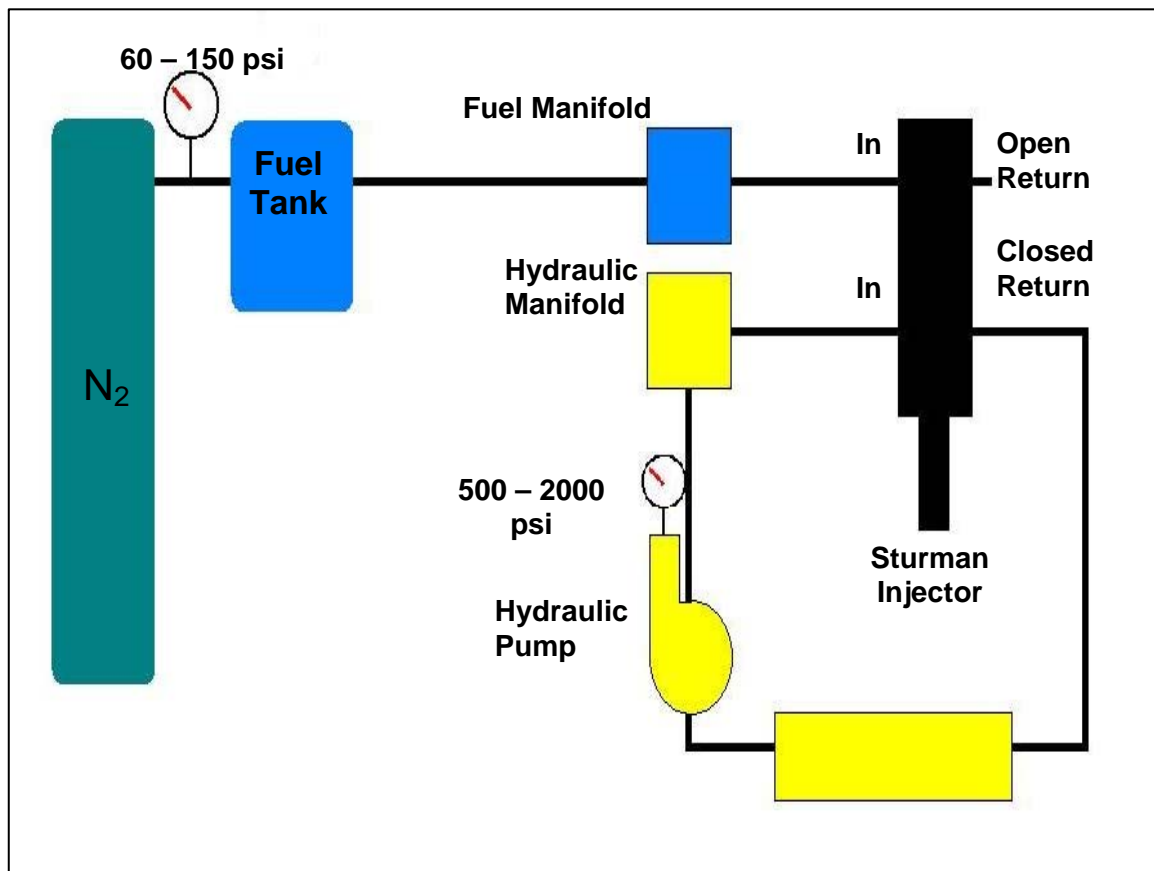 60 – 150 psi
Fuel Manifold
In
Open
Return
Fuel
Tank
Hydraulic
Manifold
In
Closed
Return
N₂
500 – 2000
psi
Sturman
Injector
Hydraulic
Pump